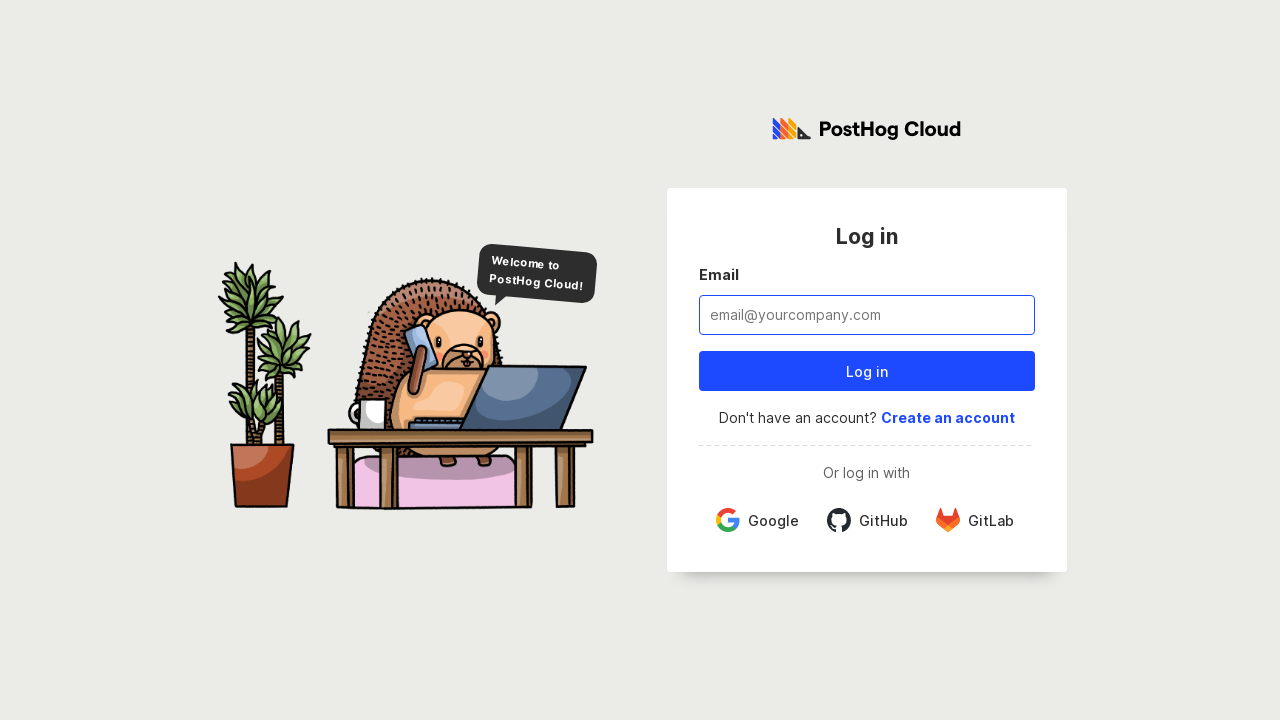 PostHog Cloud
Welcome to
PostHog Cloud!
Log in
Email
email@yourcompany.com
Log in
Don't have an account? Create an account
Or log in with
Google
GitHub
GitLab